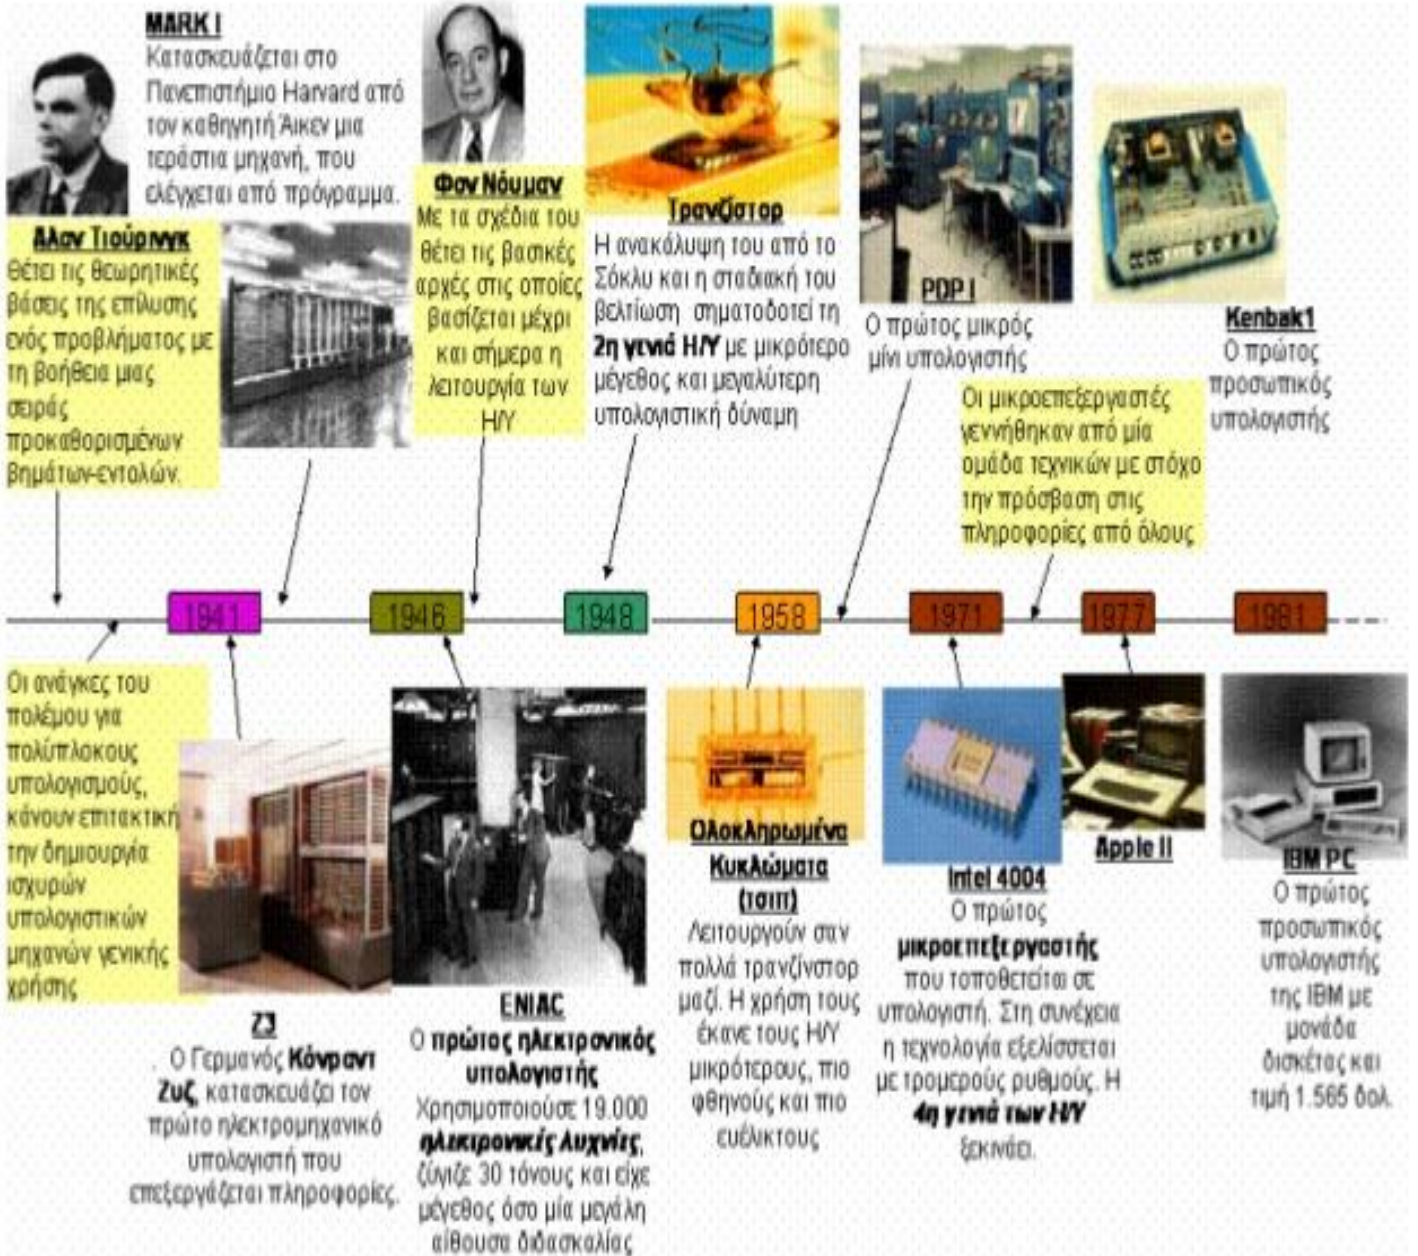 MARK I
Κατασκευάζεται στο
Πανεπιστήμιο Harvard από
τον καθηγητή Άικεν μια
τεράστια μηχανή, που
ελέγχεται από πρόγραμμα.
Άλαν Τιούρινγκ
Θέτει τις θεωρητικές
βάσεις της επίλυσης
ενός προβλήματος με
τη βοήθεια μιας
σειράς
προκαθορισμένων
βημάτων-εντολών.
Φον Νόυμαν
Με τα σχέδια του
θέτει τις βασικές
αρχές στις οποίες
βασίζεται μέχρι
και σήμερα η
λειτουργία των
Η/Υ
Τρανζίστορ
Η ανακάλυψη του από το
Σόκλυ και η σταδιακή του
βελτίωση σηματοδοτεί τη
2η γενιά Η/Υ με μικρότερο
μέγεθος και μεγαλύτερη
υπολογιστική δύναμη
PDP I
Ο πρώτος μικρός
μίνι υπολογιστής
Kenbak1
Ο πρώτος
προσωπικός
υπολογιστής
Οι μικροεπεξεργαστές
γεννήθηκαν από μία
ομάδα τεχνικών με στόχο
την πρόσβαση στις
πληροφορίες από όλους
1941
1946
1948
1958
1971
1977
1981
Οι ανάγκες του
πολέμου για
πολύπλοκους
υπολογισμούς,
κάνουν επιτακτική
την δημιουργία
ισχυρών
υπολογιστικών
μηχανών γενικής
χρήσης
Z3
. Ο Γερμανός Κόνραντ
Ζυζ, κατασκευάζει τον
πρώτο ηλεκτρομηχανικό
υπολογιστή που
επεξεργάζεται πληροφορίες.
ENIAC
Ο πρώτος ηλεκτρονικός
υπολογιστής
Χρησιμοποιούσε 19.000
ηλεκτρονικές λυχνίες,
ζύγιζε 30 τόνους και είχε
μέγεθος όσο μία μεγάλη
αίθουσα διδασκαλίας
Ολοκληρωμένα
Κυκλώματα
(τσιπ)
Λειτουργούν σαν
πολλά τρανζίνστορ
μαζί. Η χρήση τους
έκανε τους Η/Υ
μικρότερους, πιο
φθηνούς και πιο
ευέλικτους
Intel 4004
Ο πρώτος
μικροεπεξεργαστής
που τοποθετείται σε
υπολογιστή. Στη συνέχεια
η τεχνολογία εξελίσσεται
με τρομερούς ρυθμούς. Η
4η γενιά των Η/Υ
ξεκινάει.
Apple II
IBM PC
Ο πρώτος
προσωπικός
υπολογιστής
της IBM με
μονάδα
δισκέτας και
τιμή 1.565 δολ.